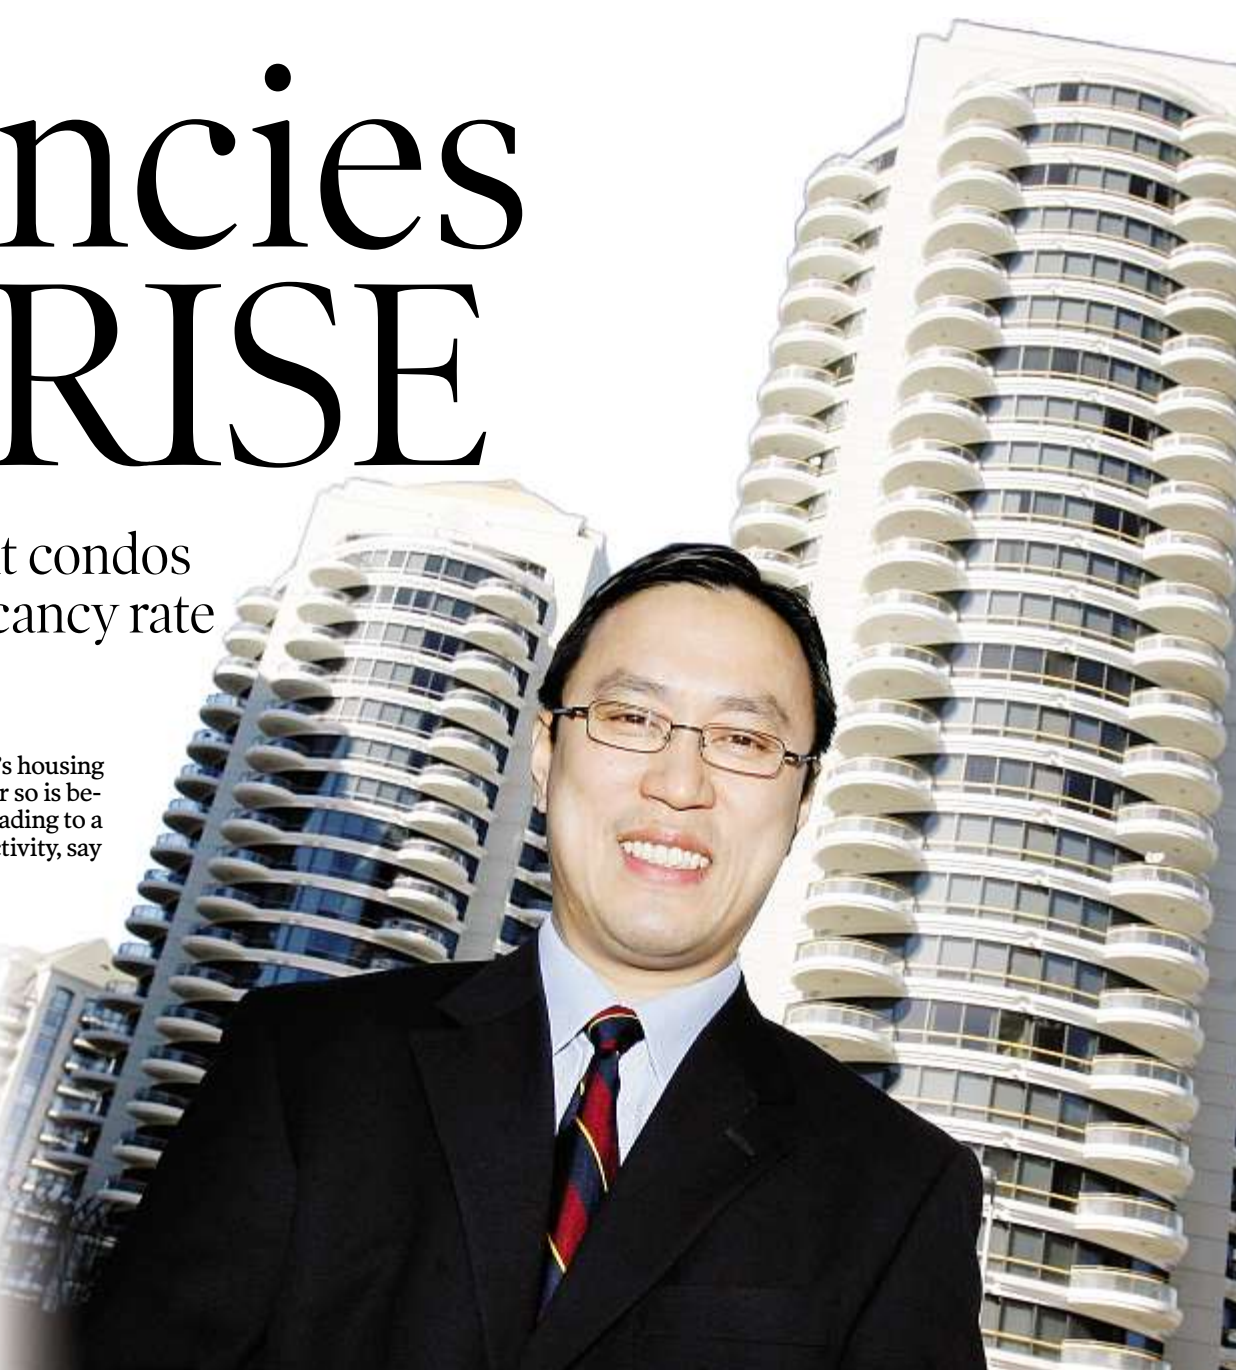 ncies
RISE
t condos
cancy rate
's housing
r so is be-
ading to a
tivity, say